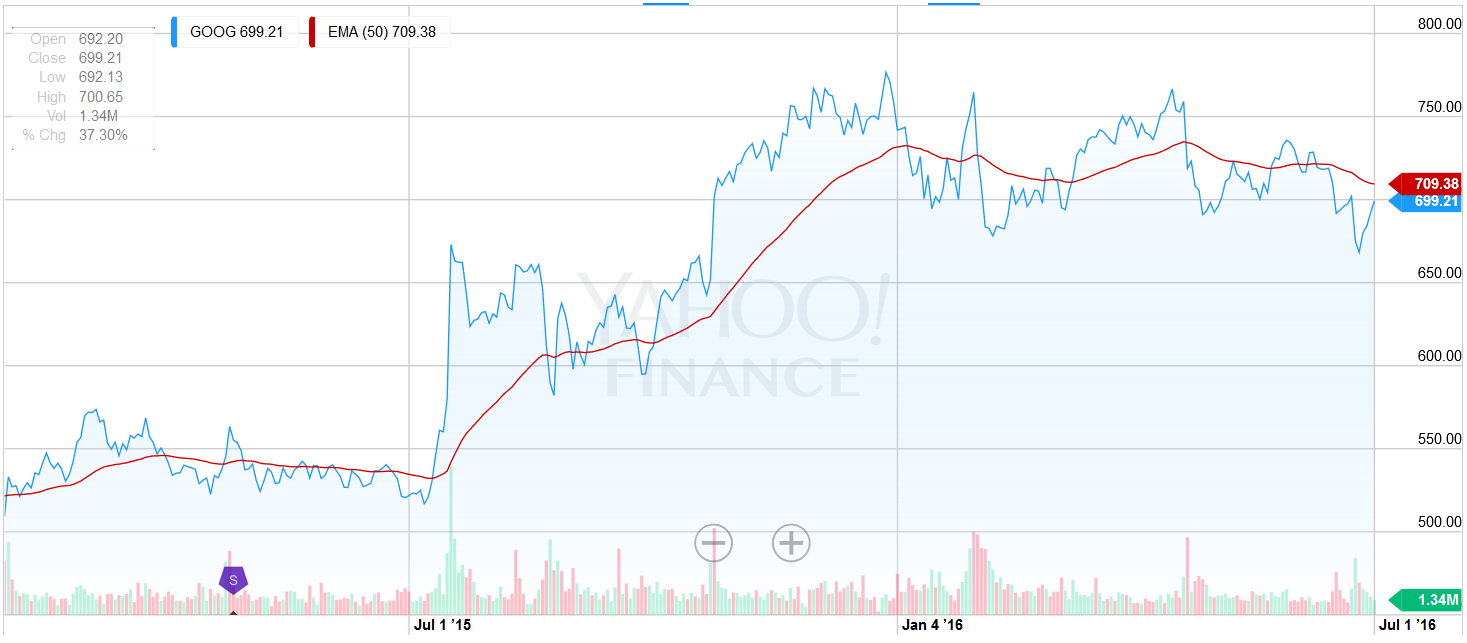 GOOG 699.21
EMA (50) 709.38
Open 692.20
Close 699.21
Low 692.13
High 700.65
Vol 1.34M
% Chg 37.30%
800.00
750.00
709.38
699.21
650.00
600.00
550.00
500.00
1.34M
YAHOO!
FINANCE
S
Jul 1 '15
Jan 4 '16
Jul 1 '16